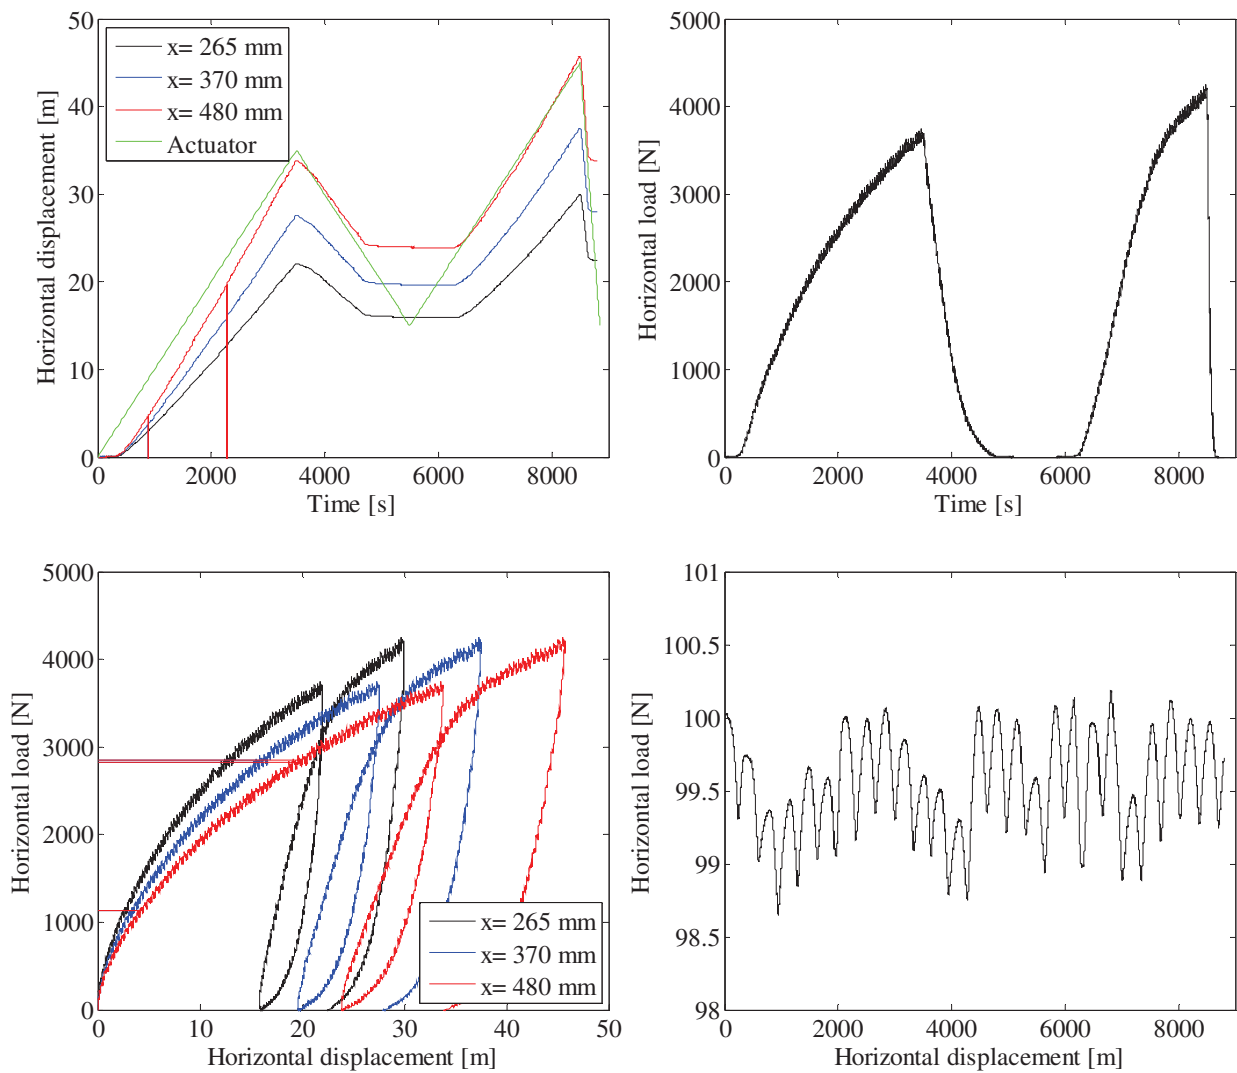 50
40
30
20
10
0
Horizontal displacement [m]
x= 265 mm
x= 370 mm
x= 480 mm
Actuator
0 2000 4000 6000 8000
Time [s]
5000
4000
3000
2000
1000
0
Horizontal load [N]
0 2000 4000 6000 8000
Time [s]
5000
4000
3000
2000
1000
0
Horizontal load [N]
x= 265 mm
x= 370 mm
x= 480 mm
0 10 20 30 40 50
Horizontal displacement [m]
101
100.5
100
99.5
99
98.5
98
Horizontal load [N]
0 2000 4000 6000 8000
Horizontal displacement [m]